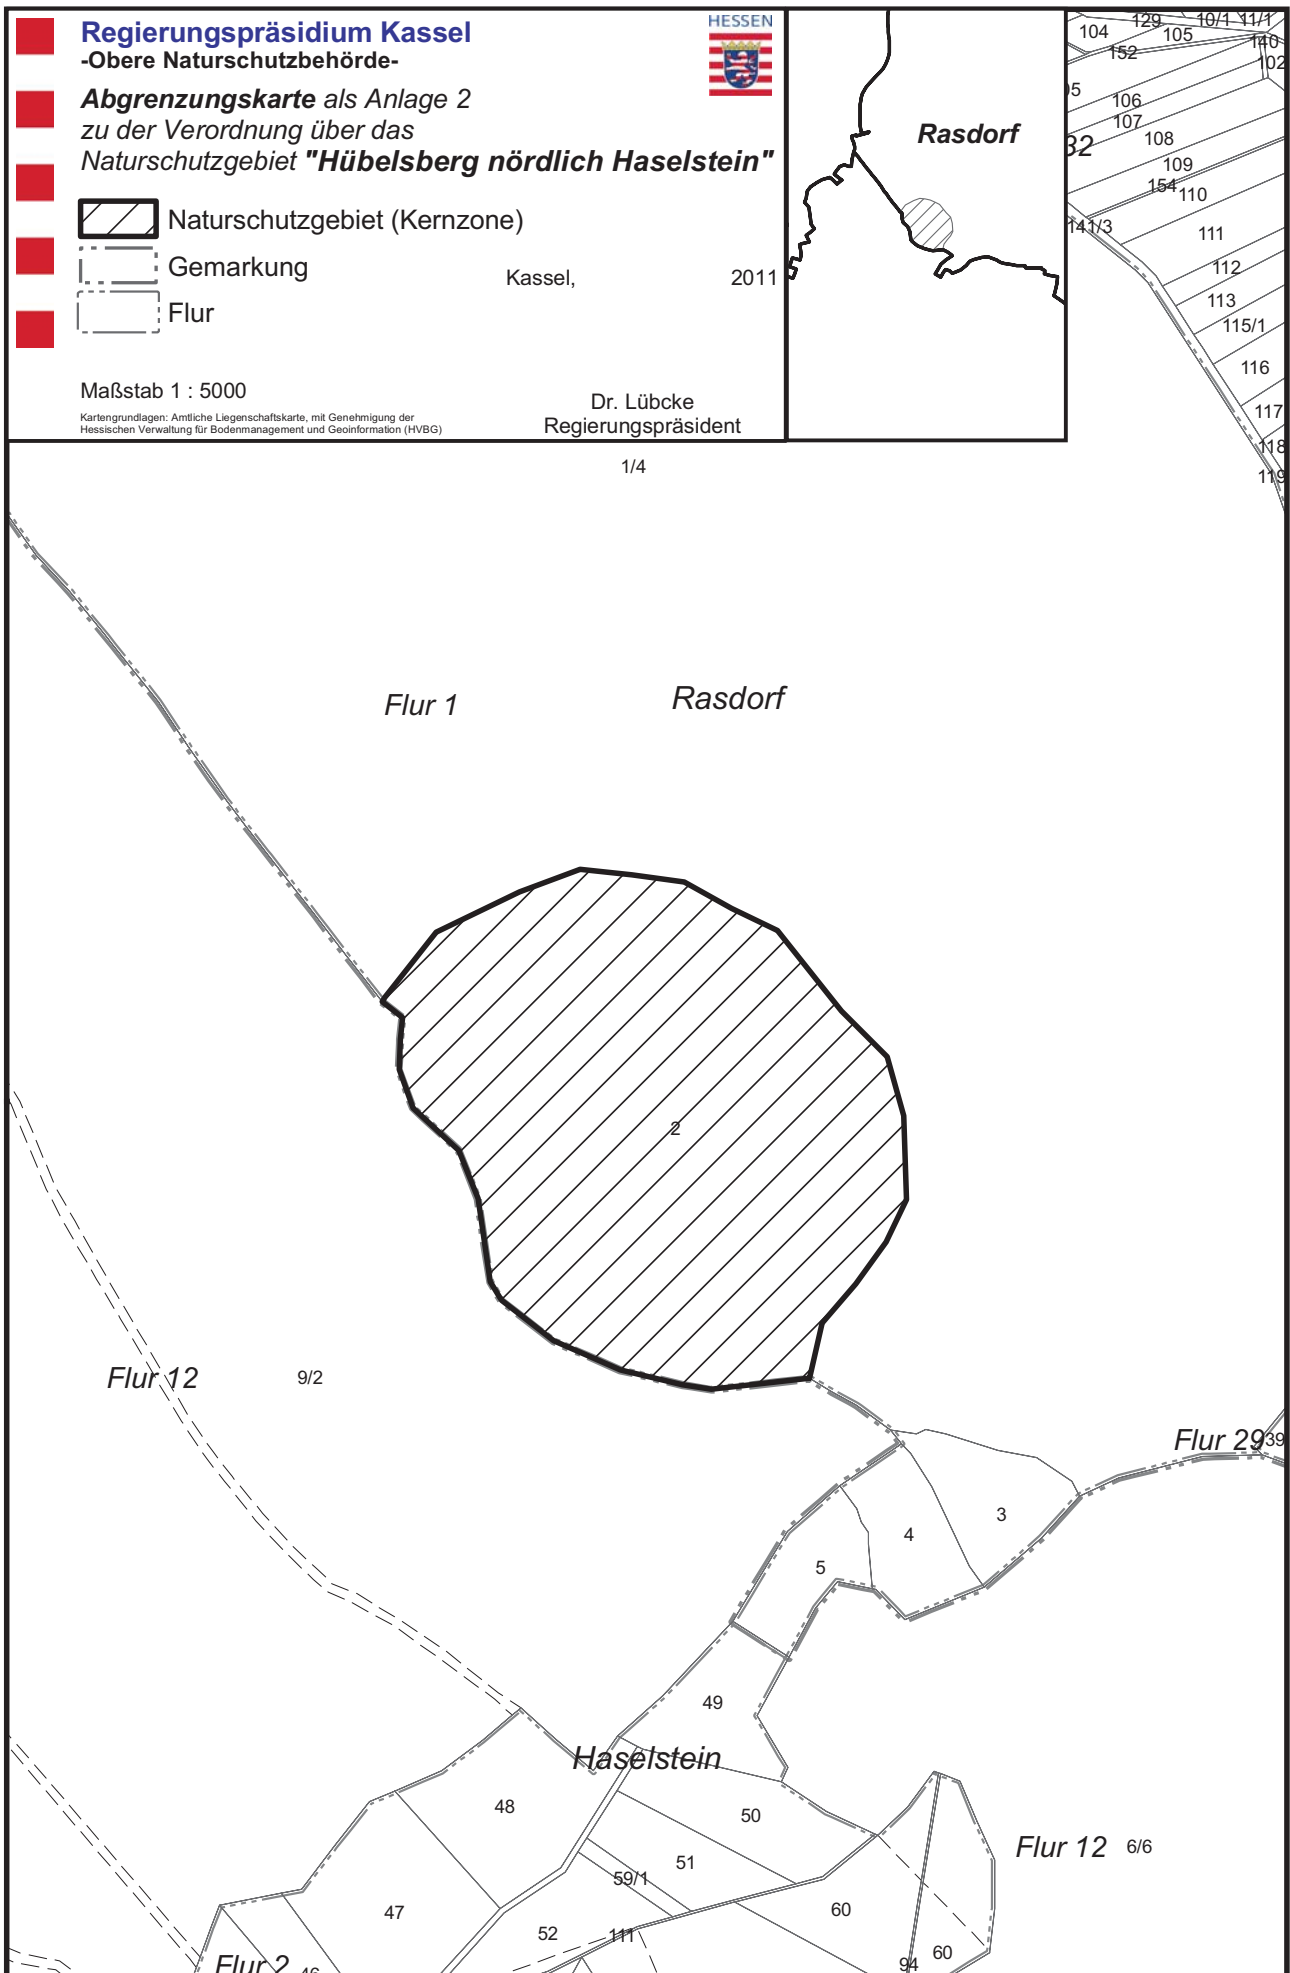 Regierungspräsidium Kassel
-Obere Naturschutzbehörde-
HESSEN
Abgrenzungskarte als Anlage 2
zu der Verordnung über das
Naturschutzgebiet "Hübelsberg nördlich Haselstein"
Naturschutzgebiet (Kernzone)
Gemarkung
Kassel, 2011
Flur
Maßstab 1 : 5000
Kartengrundlagen: Amtliche Liegenschaftskarte, mit Genehmigung der
Hessischen Verwaltung für Bodenmanagement und Geoinformation (HVBG)
Dr. Lübcke
Regierungspräsident
Rasdorf
129
10/1
11/1
104
105
140
152
102
106
107
108
109
154
110
141/3
111
112
113
115/1
116
117
118
119
1/4
Flur 1
Rasdorf
2
Flur 12
9/2
Flur 29
39
3
4
5
49
Haselstein
48
50
Flur 12
6/6
51
59/1
47
60
52
111
60
94
Flur 2
46